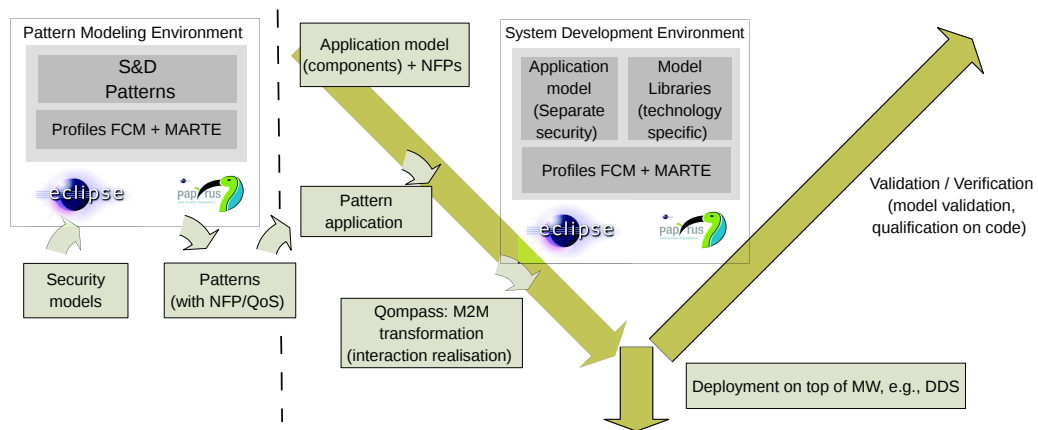 Pattern Modeling Environment
S&D
Patterns
Profiles FCM + MARTE
eclipse
papyrus
Security
models
Patterns
(with NFP/QoS)
Application model
(components) + NFPs
Pattern
application
Qompass: M2M
transformation
(interaction realisation)
System Development Environment
Application
model
(Separate
security)
Model
Libraries
(technology
specific)
Profiles FCM + MARTE
eclipse
papyrus
Validation / Verification
(model validation,
qualification on code)
Deployment on top of MW, e.g., DDS